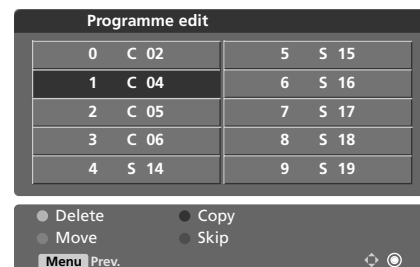 Programme edit
0 C 02 5 S 15
1 C 04 6 S 16
2 C 05 7 S 17
3 C 06 8 S 18
4 S 14 9 S 19
Delete Copy
Move Skip
Menu Prev.